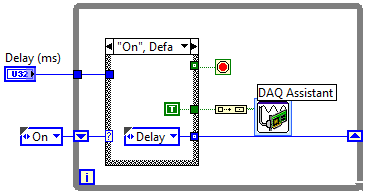 "On", Defa
Delay (ms)
U32
T
DAQ Assistant
On
?
Delay
i